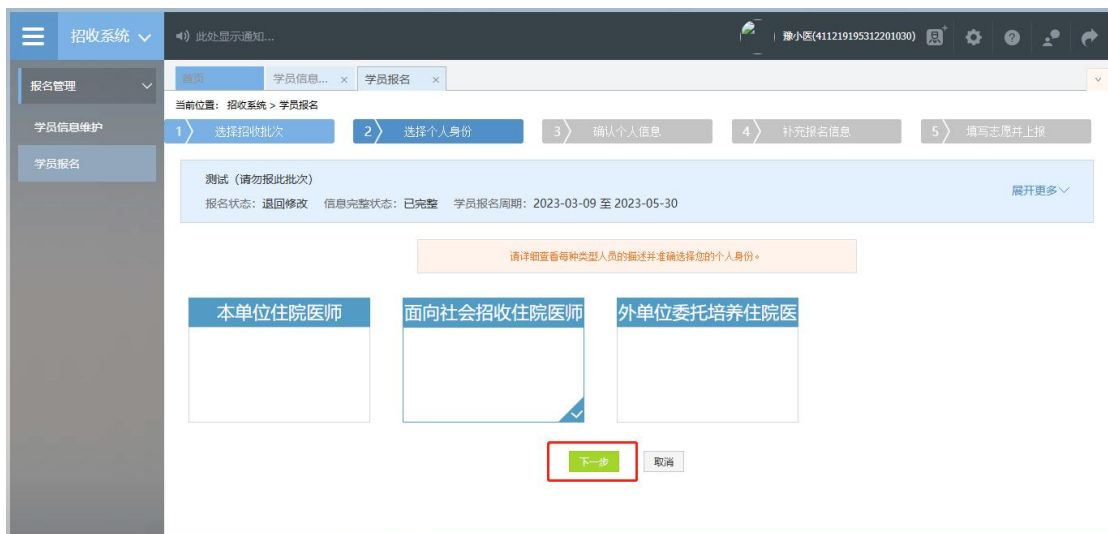 招收系统
此处显示通知...
豫小医(411219195312201030)
报名管理
学员信息维护
学员报名
首页
学员信息... ×
学员报名 ×
当前位置： 招收系统 > 学员报名
1 选择招收批次
2 选择个人身份
3 确认个人信息
4 补充报名信息
5 填写志愿并上报
测试（请勿报此批次）
展开更多
报名状态：退回修改 信息完整状态：已完整 学员报名周期：2023-03-09 至 2023-05-30
请详细查看每种类型人员的描述并准确选择您的个人身份。
本单位住院医师
面向社会招收住院医师
外单位委托培养住院医
下一步
取消